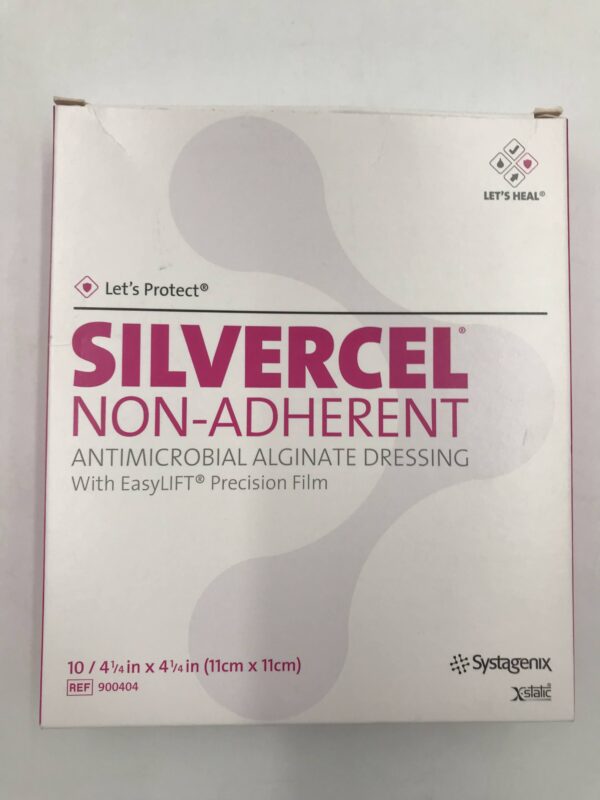 LET'S HEAL®
Let's Protect®
SILVERCEL®
NON-ADHERENT
ANTIMICROBIAL ALGINATE DRESSING
With EasyLIFT® Precision Film
10 / 4¼ in x 4¼ in (11cm x 11cm)
REF 900404
Systagenix
X-static®